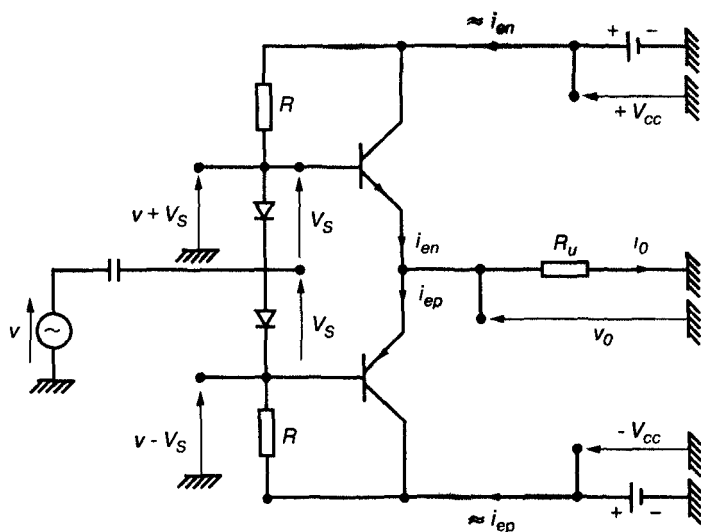 ≈ i_en
+ −
+ V_cc
R
v + V_S
V_S
i_en
R_u
i_0
i_ep
v
~
V_S
v_0
v - V_S
R
- V_cc
+ −
≈ i_ep